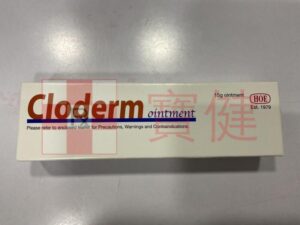 Cloderm ointment
15g ointment
HOE
Est. 1979
Please refer to enclosed leaflet for Precautions, Warnings and Contraindications
寶健